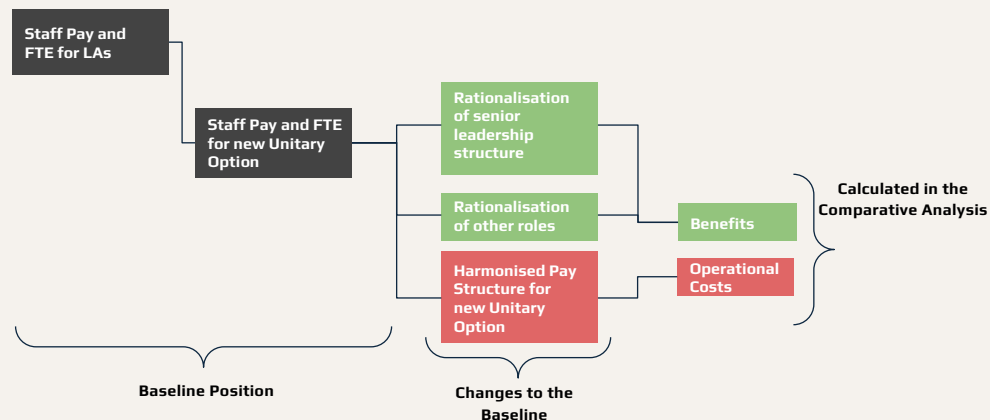 Staff Pay and
FTE for LAs
Staff Pay and FTE
for new Unitary
Option
Rationalisation
of senior
leadership
structure
Rationalisation
of other roles
Harmonised Pay
Structure for
new Unitary
Option
Benefits
Operational
Costs
Calculated in the
Comparative Analysis
Baseline Position
Changes to the
Baseline